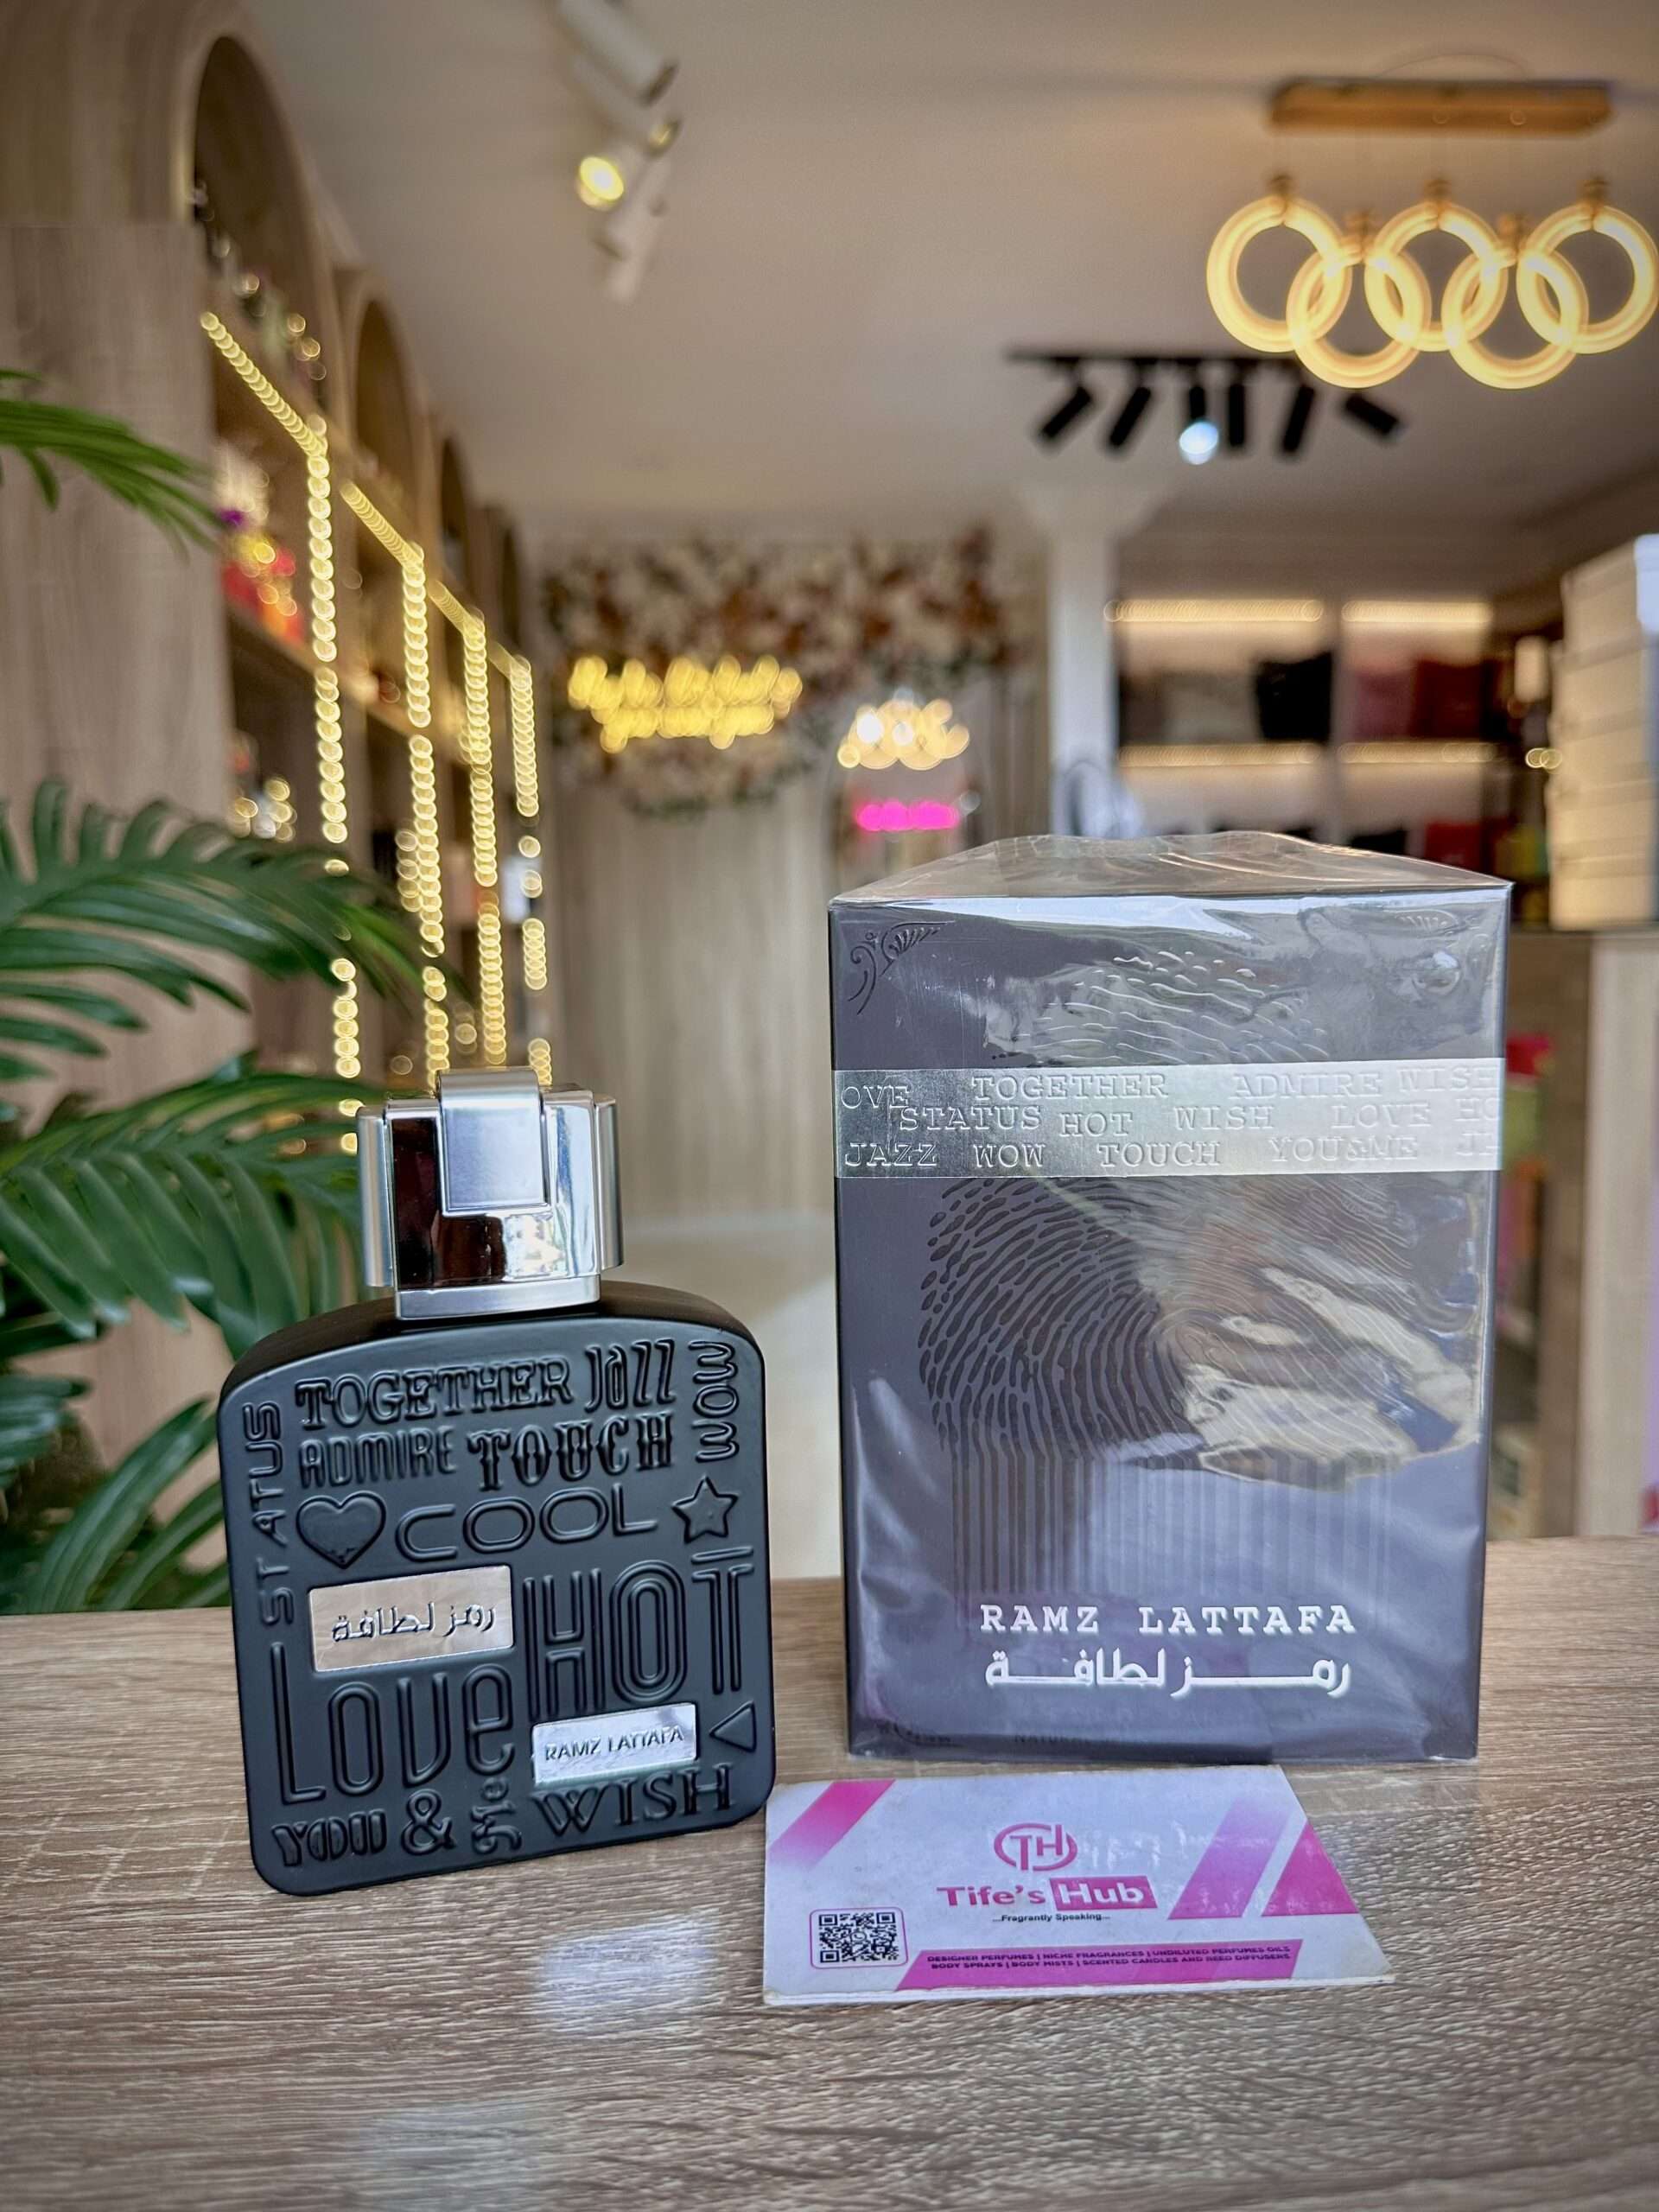 TOGETHER JAZZ
WOW
STATUS
ADMIRE TOUCH
COOL
رمز لطافة
HOT
Love
RAMZ LATTAFA
YOU & Me WISH
OVE TOGETHER ADMIRE WISH
STATUS HOT WISH LOVE HO
JAZZ WOW TOUCH YOU&ME
RAMZ LATTAFA
رمز لطافة
TH
Tife's Hub
...Fragrantly Speaking...
DESIGNER PERFUMES | NICHE FRAGRANCES | UNDILUTED PERFUMES OILS
BODY SPRAYS | BODY MISTS | SCENTED CANDLES AND REED DIFFUSERS